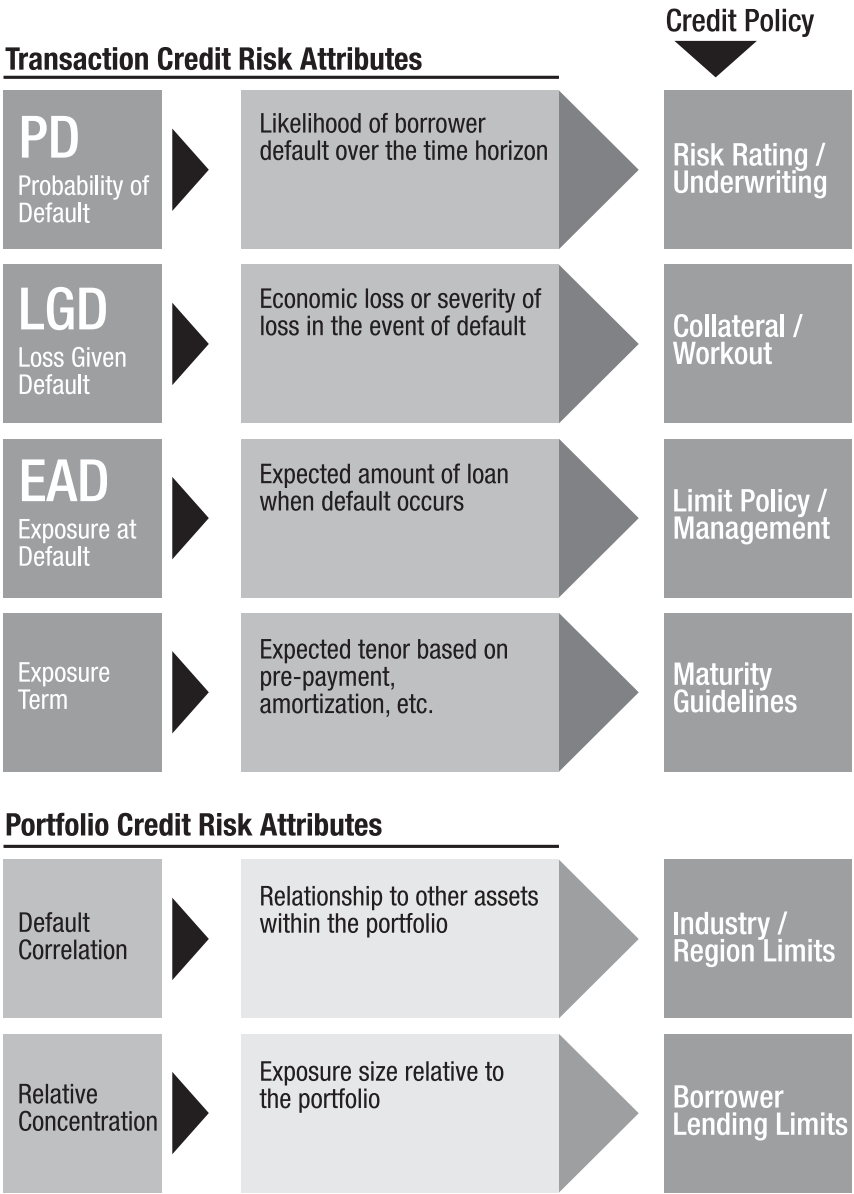 Credit Policy
Transaction Credit Risk Attributes
PD
Probability of
Default
Likelihood of borrower
default over the time horizon
Risk Rating /
Underwriting
LGD
Loss Given
Default
Economic loss or severity of
loss in the event of default
Collateral /
Workout
EAD
Exposure at
Default
Expected amount of loan
when default occurs
Limit Policy /
Management
Exposure
Term
Expected tenor based on
pre-payment,
amortization, etc.
Maturity
Guidelines
Portfolio Credit Risk Attributes
Default
Correlation
Relationship to other assets
within the portfolio
Industry /
Region Limits
Relative
Concentration
Exposure size relative to
the portfolio
Borrower
Lending Limits